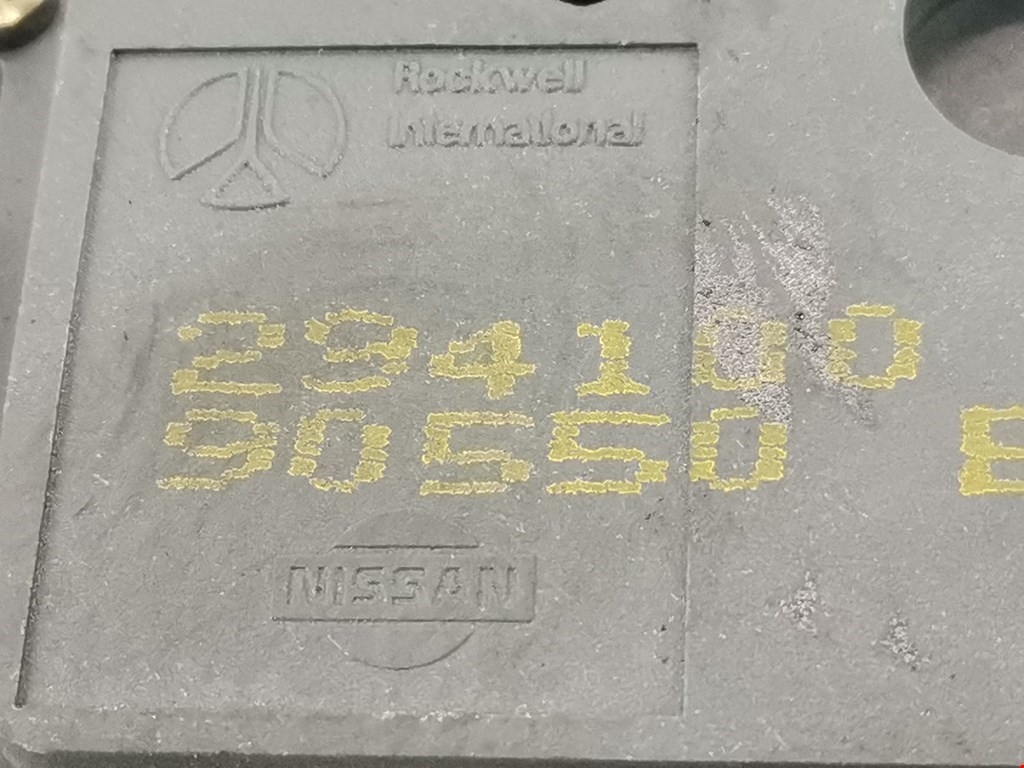 Rockwell
International
294100
90550 E
NISSAN